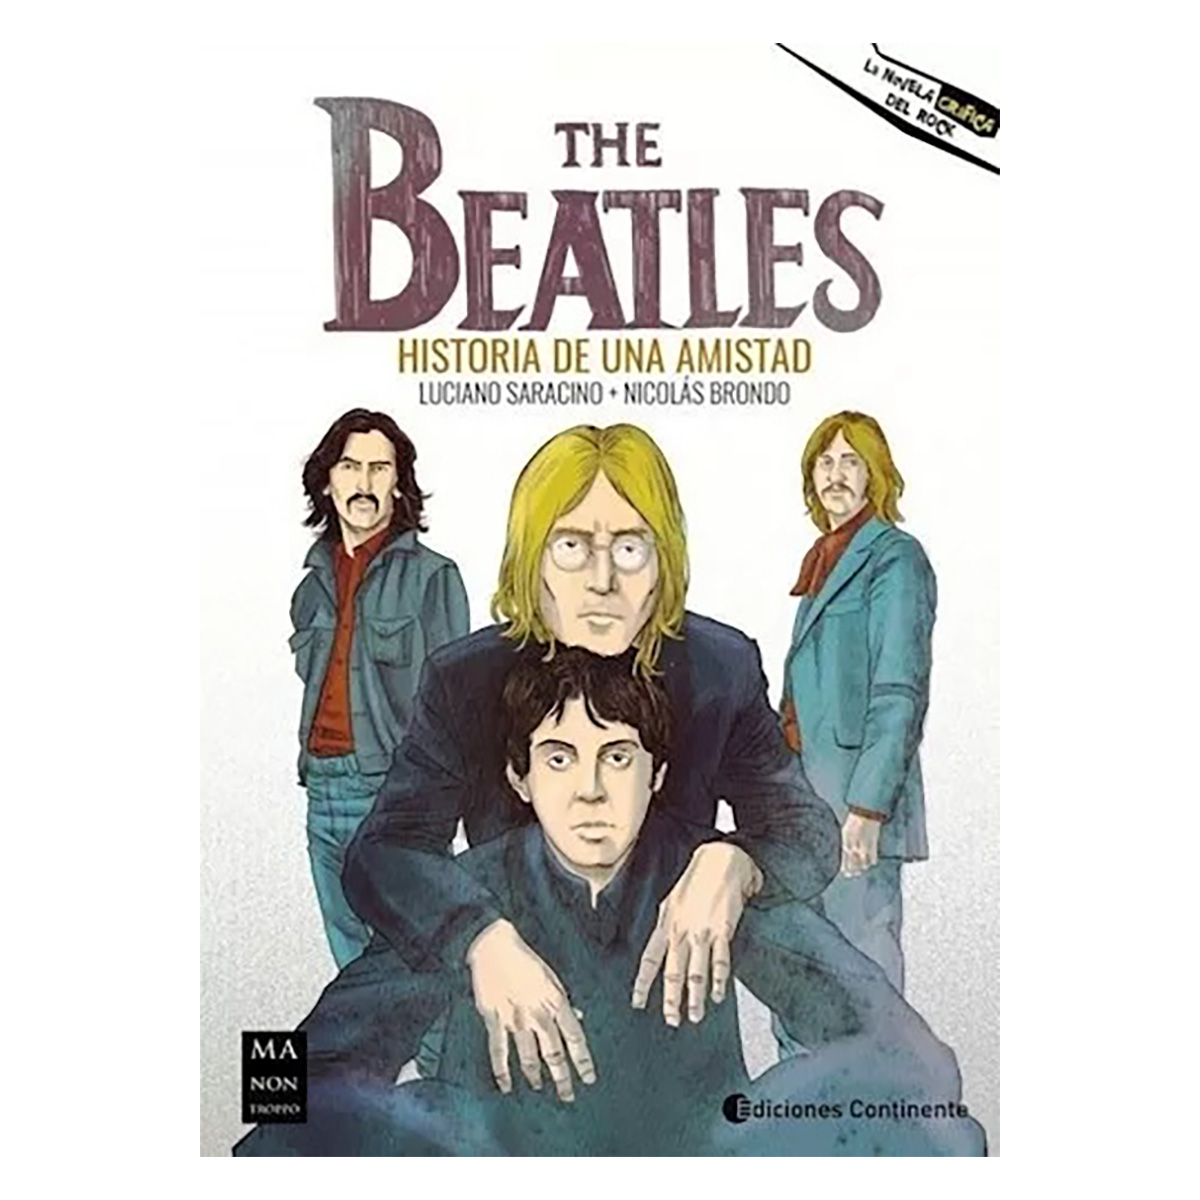 LA NOVELA GRÁFICA
DEL ROCK
THE
BEATLES
HISTORIA DE UNA AMISTAD
LUCIANO SARACINO + NICOLÁS BRONDO
MA
NON
TROPPO
Ediciones Continente